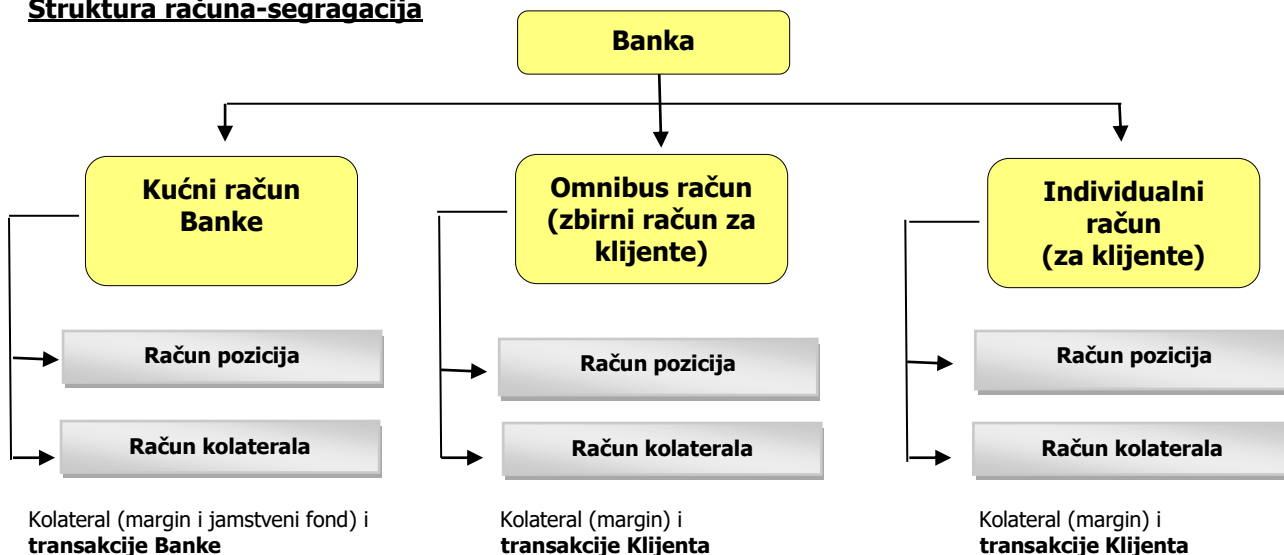 Struktura računa-segragacija
Banka
Kućni račun
Banke
Omnibus račun
(zbirni račun za
klijente)
Individualni
račun
(za klijente)
Račun pozicija
Račun pozicija
Račun pozicija
Račun kolaterala
Račun kolaterala
Račun kolaterala
Kolateral (margin i jamstveni fond) i
transakcije Banke
Kolateral (margin) i
transakcije Klijenta
Kolateral (margin) i
transakcije Klijenta